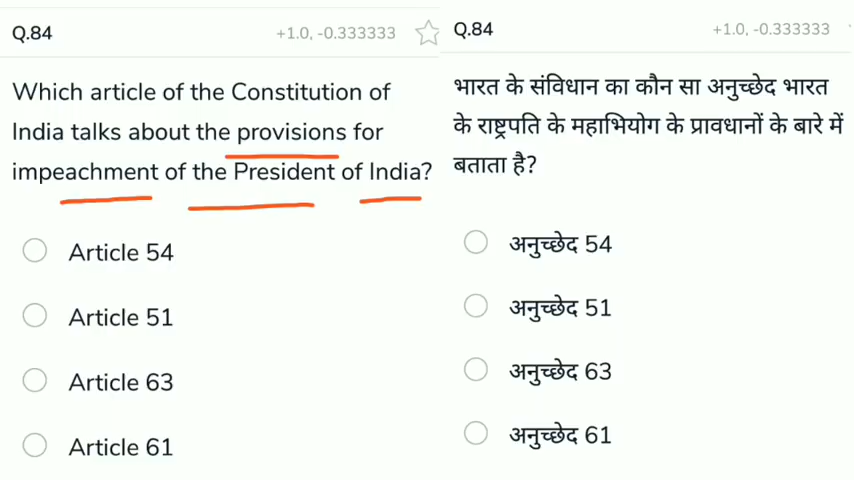 Q.84
+1.0, -0.333333
Which article of the Constitution of
India talks about the provisions for
impeachment of the President of India?
Article 54
Article 51
Article 63
Article 61
Q.84
+1.0, -0.333333
भारत के संविधान का कौन सा अनुच्छेद भारत
के राष्ट्रपति के महाभियोग के प्रावधानों के बारे में
बताता है?
अनुच्छेद 54
अनुच्छेद 51
अनुच्छेद 63
अनुच्छेद 61